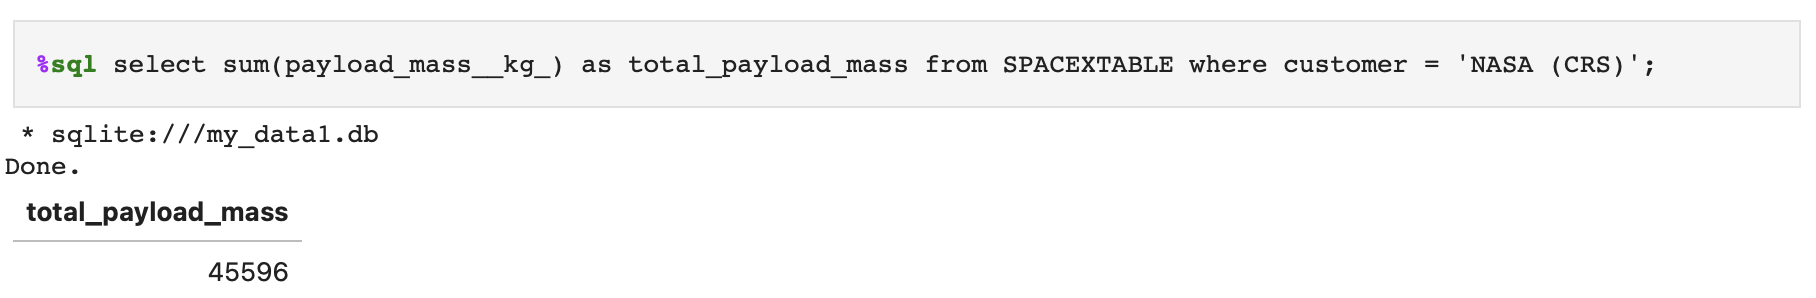 %sql select sum(payload_mass__kg_) as total_payload_mass from SPACEXTABLE where customer = 'NASA (CRS)';
* sqlite:///my_data1.db
Done.
total_payload_mass
45596